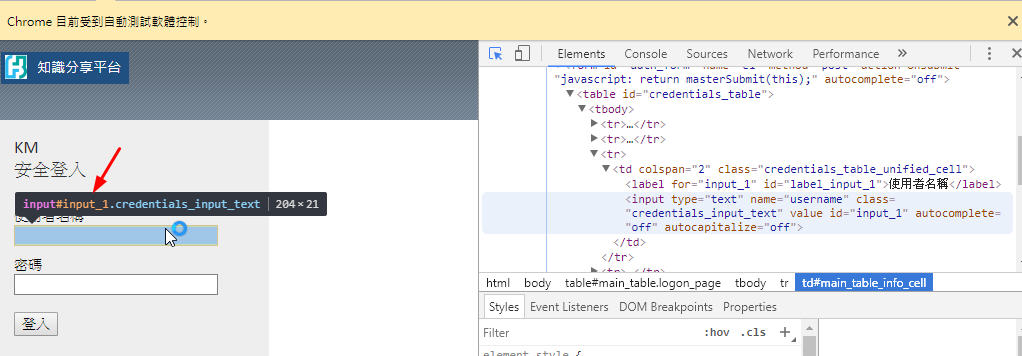 Chrome 目前受到自動測試軟體控制。
知識分享平台
KM
安全登入
input#input_1.credentials_input_text 204×21
使用者名稱
密碼
登入
Elements Console Sources Network Performance »
"javascript: return masterSubmit(this);" autocomplete="off">
▼<table id="credentials_table">
▼<tbody>
▶<tr>…</tr>
▶<tr>…</tr>
▼<tr>
▼<td colspan="2" class="credentials_table_unified_cell">
<label for="input_1" id="label_input_1">使用者名稱</label>
<input type="text" name="username" class=
"credentials_input_text" value id="input_1" autocomplete=
"off" autocapitalize="off">
</td>
</tr>
▶<tr>…</tr>
html body table#main_table.logon_page tbody tr td#main_table_info_cell
Styles Event Listeners DOM Breakpoints Properties
Filter :hov .cls +
element.style {